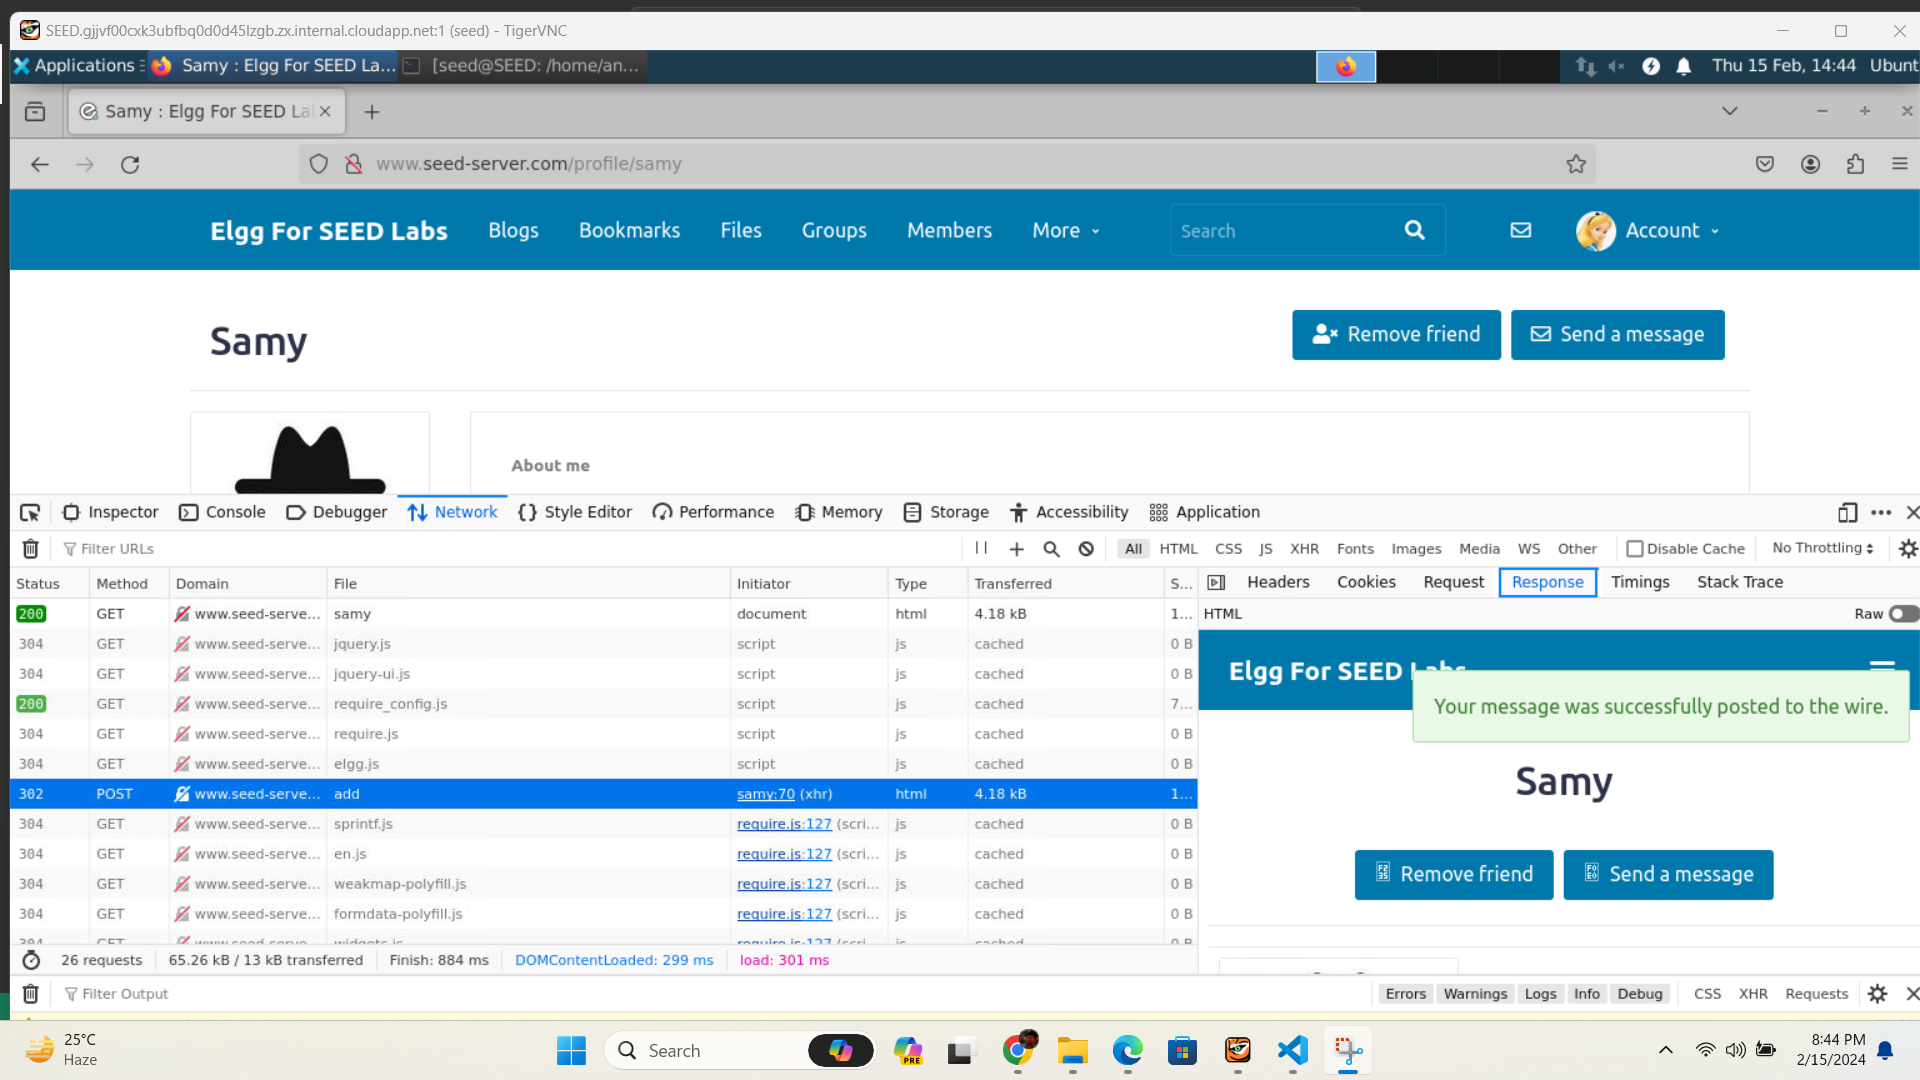 SEED.gjjvf00cxk3ubfbq0d0d45lzgb.zx.internal.cloudapp.net:1 (seed) - TigerVNC
Applications Samy : Elgg For SEED La... [seed@SEED: /home/an... Thu 15 Feb, 14:44 Ubunt
Samy : Elgg For SEED La
www.seed-server.com/profile/samy
Elgg For SEED Labs Blogs Bookmarks Files Groups Members More Search Account
Samy Remove friend Send a message
About me
Inspector Console Debugger Network Style Editor Performance Memory Storage Accessibility Application
Filter URLs All HTML CSS JS XHR Fonts Images Media WS Other Disable Cache No Throttling
Status Method Domain File Initiator Type Transferred S...
200 GET www.seed-serve... samy document html 4.18 kB 1...
304 GET www.seed-serve... jquery.js script js cached 0 B
304 GET www.seed-serve... jquery-ui.js script js cached 0 B
200 GET www.seed-serve... require_config.js script js 7...
304 GET www.seed-serve... require.js script js cached 0 B
304 GET www.seed-serve... elgg.js script js cached 0 B
302 POST www.seed-serve... add samy:70 (xhr) html 4.18 kB 1...
304 GET www.seed-serve... sprintf.js require.js:127 (scri... js cached 0 B
304 GET www.seed-serve... en.js require.js:127 (scri... js cached 0 B
304 GET www.seed-serve... weakmap-polyfill.js require.js:127 (scri... js cached 0 B
304 GET www.seed-serve... formdata-polyfill.js require.js:127 (scri... js cached 0 B
304 GET www.seed-serve... widgets.js require.js:127 (scri... js cached 0 B
26 requests 65.26 kB / 13 kB transferred Finish: 884 ms DOMContentLoaded: 299 ms load: 301 ms
Headers Cookies Request Response Timings Stack Trace
HTML Raw
Elgg For SEED Labs
Your message was successfully posted to the wire.
Samy
Remove friend Send a message
Filter Output Errors Warnings Logs Info Debug CSS XHR Requests
25°C
Haze
Search
PRE
8:44 PM
2/15/2024